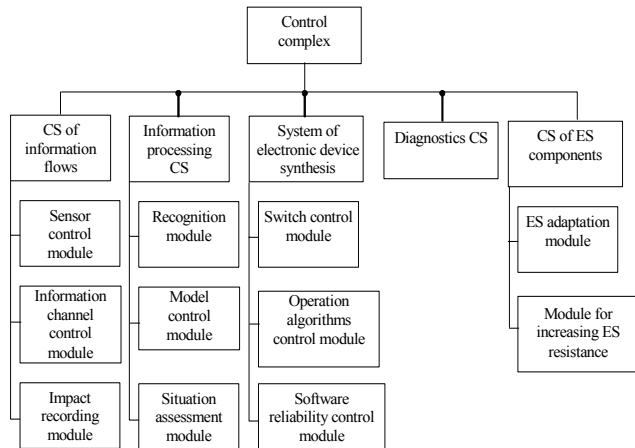 Control
complex
CS of
information
flows
Information
processing
CS
System of
electronic device
synthesis
Diagnostics CS
CS of ES
components
Sensor
control module
Recognition
module
Switch control
module
ES adaptation
module
Information
channel control
module
Model
control module
Operation
algorithms
control module
Module for
increasing ES
resistance
Impact
recording
module
Situation
assessment
module
Software
reliability control
module